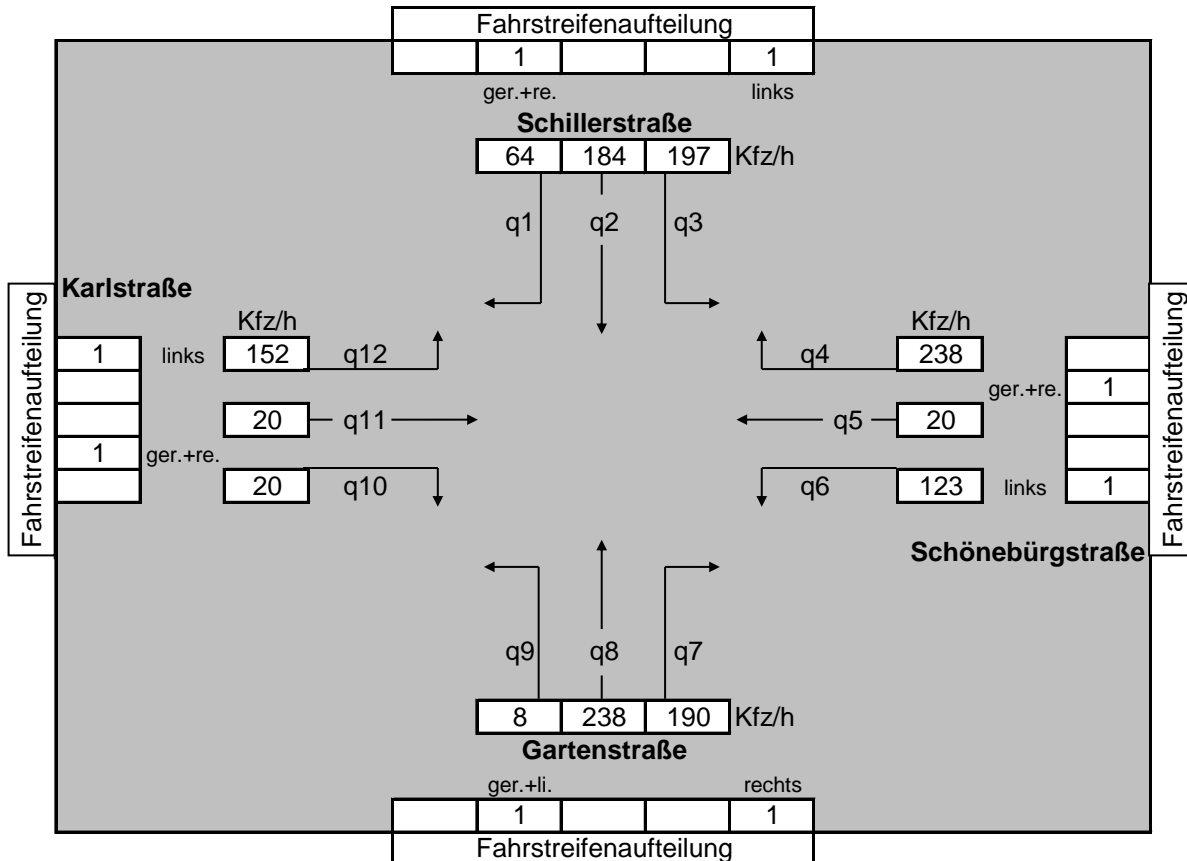 Fahrstreifenaufteilung
1 1
ger.+re. links
Schillerstraße
64 184 197 Kfz/h
q1 q2 q3
Karlstraße
Fahrstreifenaufteilung
Kfz/h
1 links 152 q12
20 q11
1 ger.+re.
20 q10
Kfz/h
q4 238
ger.+re. 1
q5 20
q6 123 links 1
Schönebürgstraße
Fahrstreifenaufteilung
q9 q8 q7
8 238 190 Kfz/h
Gartenstraße
ger.+li. rechts
1 1
Fahrstreifenaufteilung